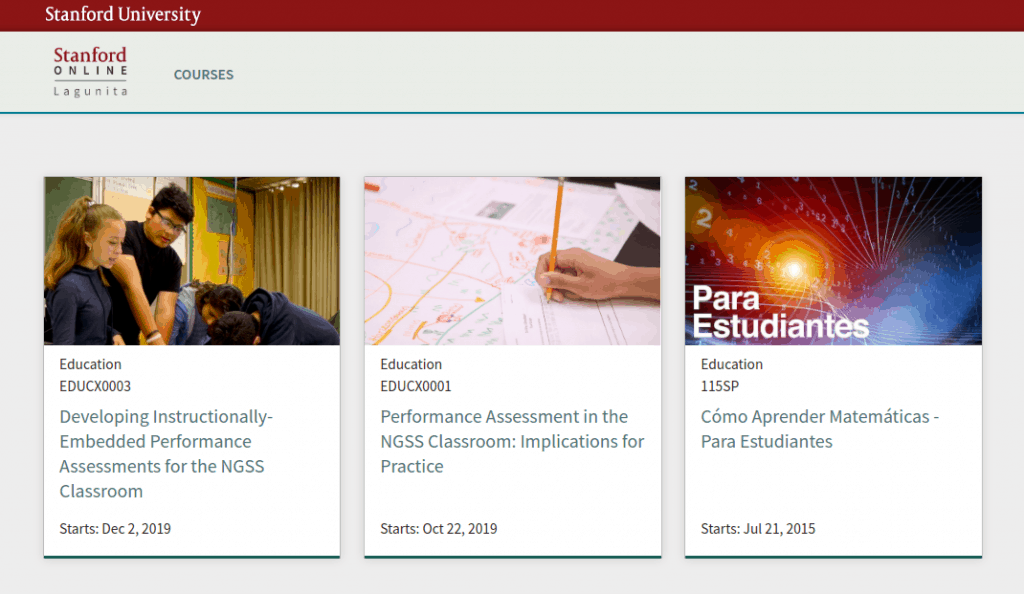 Stanford University
Stanford
ONLINE
Lagunita
COURSES
Education
EDUCX0003
Developing Instructionally-
Embedded Performance
Assessments for the NGSS
Classroom
Starts: Dec 2, 2019
Education
EDUCX0001
Performance Assessment in the
NGSS Classroom: Implications for
Practice
Starts: Oct 22, 2019
Para
Estudiantes
Education
115SP
Cómo Aprender Matemáticas -
Para Estudiantes
Starts: Jul 21, 2015